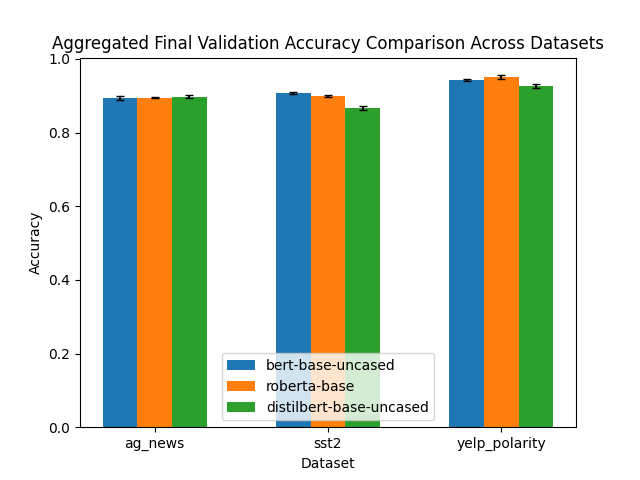 Aggregated Final Validation Accuracy Comparison Across Datasets
1.0
0.8
0.6
0.4
0.2
0.0
Accuracy
bert-base-uncased
roberta-base
distilbert-base-uncased
ag_news
sst2
yelp_polarity
Dataset